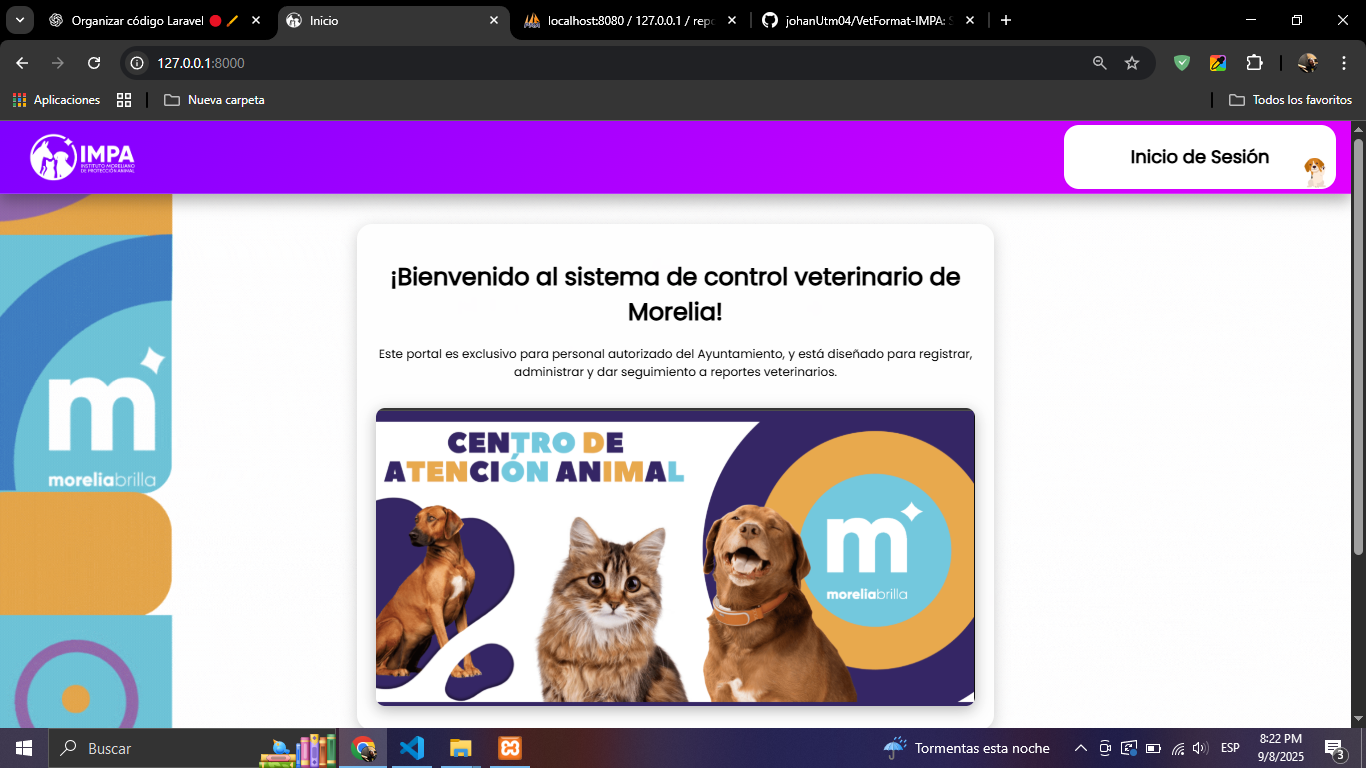 Organizar código Laravel
Inicio
localhost:8080 / 127.0.0.1 / repo
johanUtm04/VetFormat-IMPA: S
127.0.0.1:8000
Aplicaciones
Nueva carpeta
Todos los favoritos
IMPA
INSTITUTO MORELIANO
DE PROTECCIÓN ANIMAL
Inicio de Sesión
¡Bienvenido al sistema de control veterinario de
Morelia!
Este portal es exclusivo para personal autorizado del Ayuntamiento, y está diseñado para registrar,
administrar y dar seguimiento a reportes veterinarios.
m
moreliabrilla
CENTRO DE
ATENCIÓN ANIMAL
m
moreliabrilla
Buscar
Tormentas esta noche
ESP
8:22 PM
9/8/2025
3